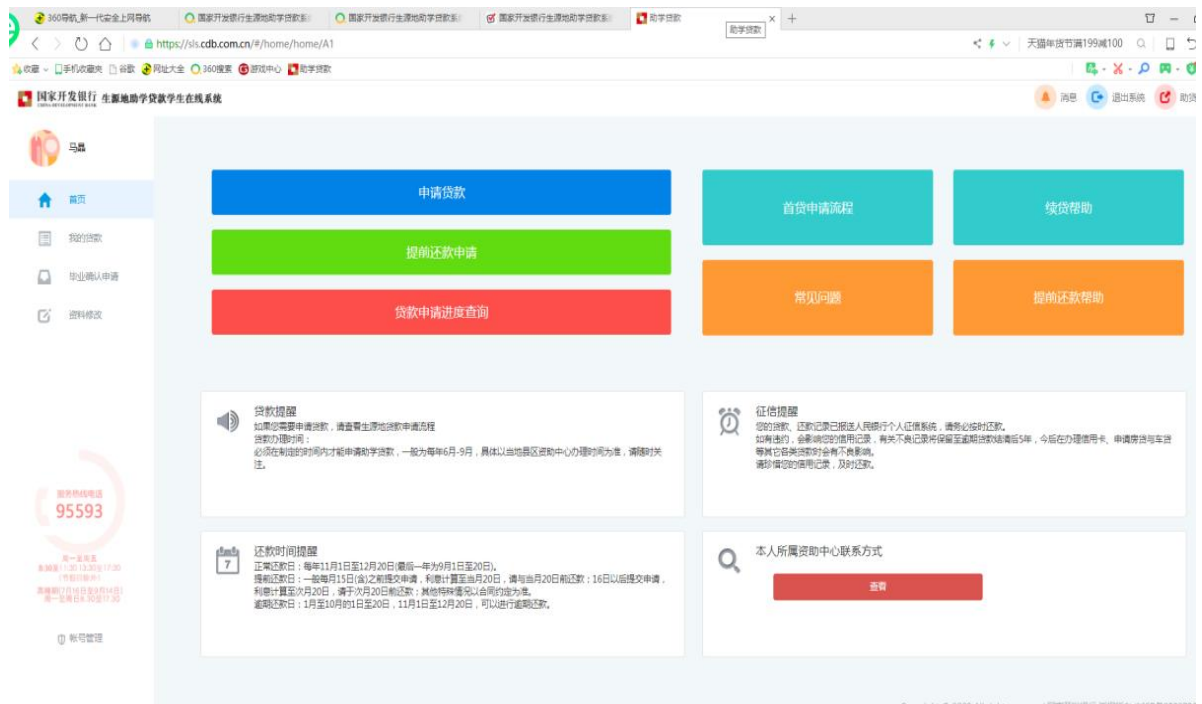 360导航_新一代安全上网导航
国家开发银行生源地助学贷款系
国家开发银行生源地助学贷款系
国家开发银行生源地助学贷款系
助学贷款
助学贷款
https://sls.cdb.com.cn/#/home/home/A1
天猫年货节满199减100
收藏
手机收藏夹
谷歌
网址大全
360搜索
游戏中心
助学贷款
国家开发银行 生源地助学贷款学生在线系统
CHINA DEVELOPMENT BANK
消息
退出系统
助贷
马晶
首页
我的贷款
毕业确认申请
资料修改
申请贷款
提前还款申请
贷款申请进度查询
首贷申请流程
续贷帮助
常见问题
提前还款帮助
贷款提醒
如果您需要申请贷款，请查看生源地贷款申请流程
贷款办理时间：
必须在制定的时间内才能申请助学贷款，一般为每年6月-9月，具体以当地县区资助中心办理时间为准，请随时关
注。
征信提醒
您的贷款、还款记录已报送人民银行个人征信系统，请务必按时还款。
如有违约，会影响您的信用记录，有关不良记录将保留至逾期贷款结清后5年，今后在办理信用卡、申请房贷与车贷
等其它各类贷款时会有不良影响。
请珍惜您的信用记录，及时还款。
还款时间提醒
正常还款日：每年11月1日至12月20日(最后一年为9月1日至20日)。
提前还款日：一般每月15日(含)之前提交申请，利息计算至当月20日，请与当月20日前还款；16日以后提交申请，
利息计算至次月20日，请于次月20日前还款；其他特殊情况以合同约定为准。
逾期还款日：1月至10月的1日至20日，11月1日至12月20日，可以进行逾期还款。
本人所属资助中心联系方式
查看
服务热线电话
95593
周一至周五
帐号管理